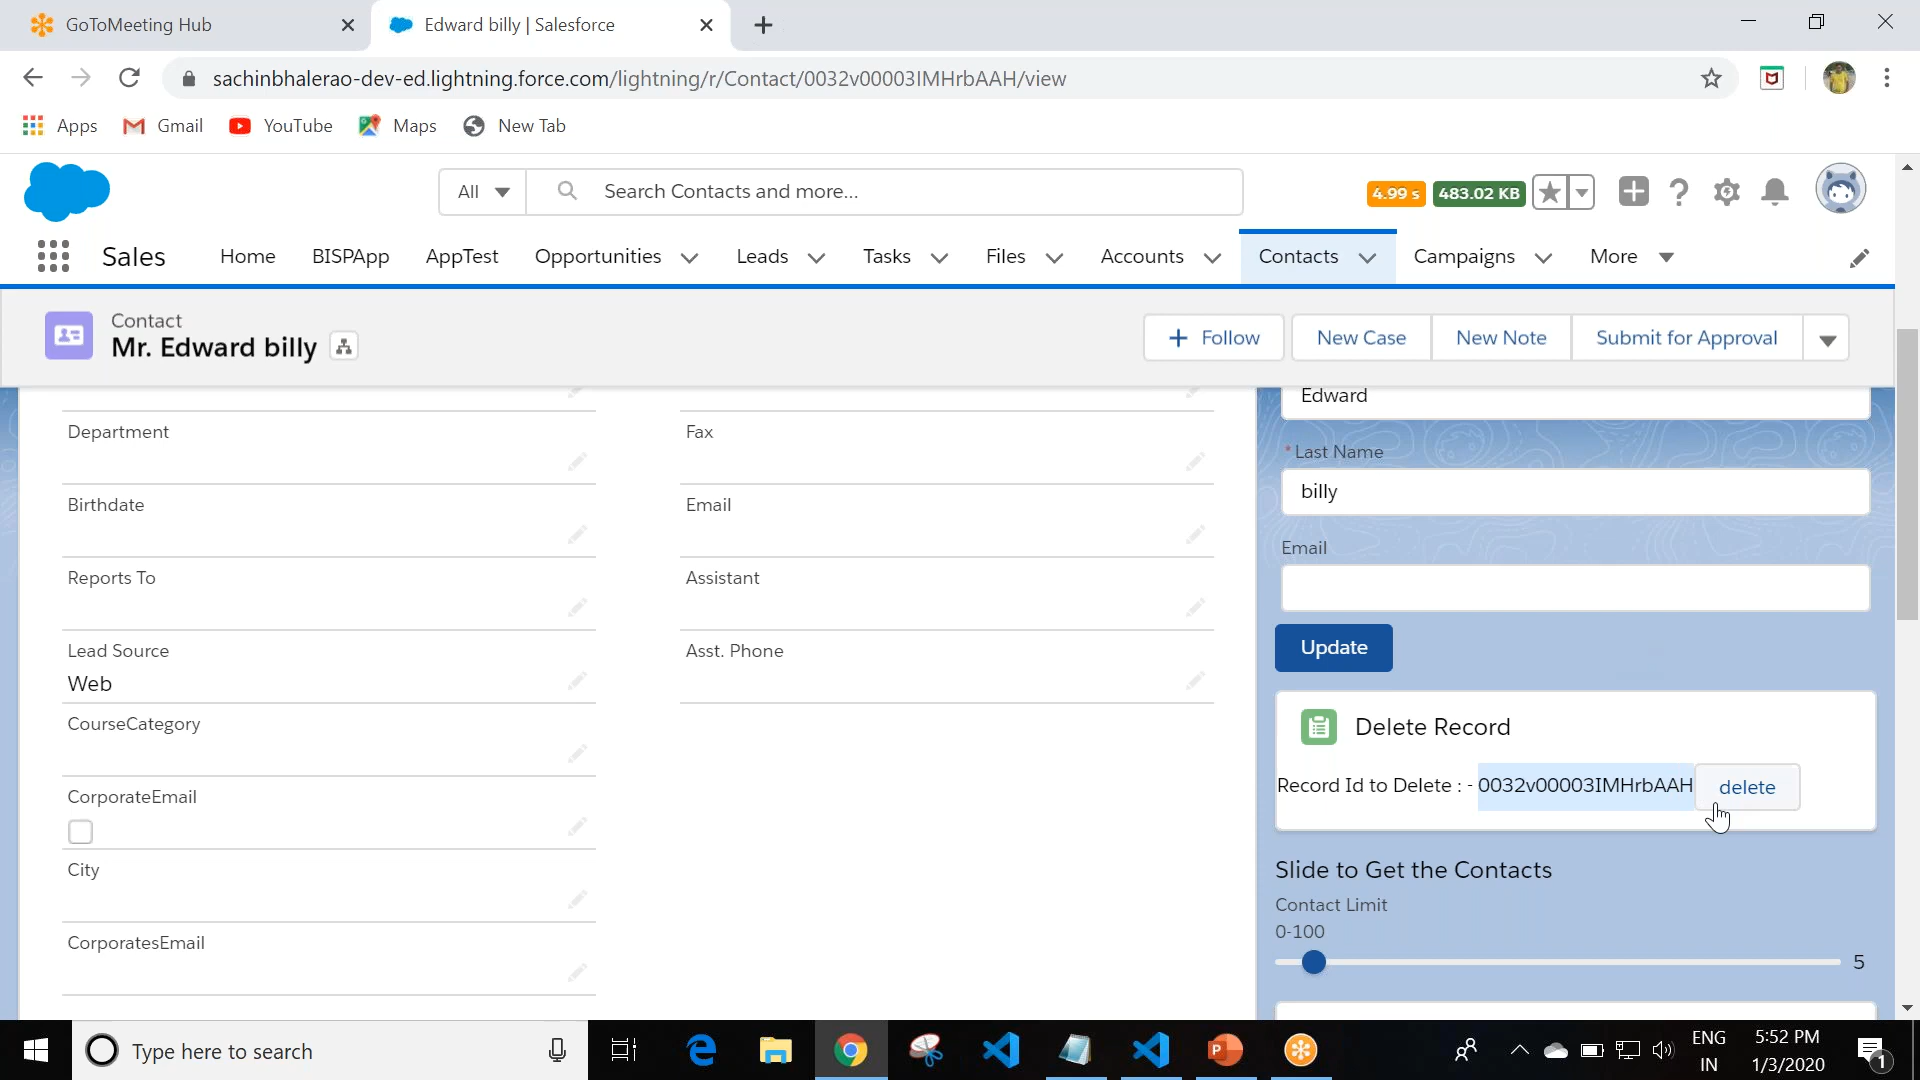 GoToMeeting Hub
Edward billy | Salesforce
sachinbhalerao-dev-ed.lightning.force.com/lightning/r/Contact/0032v00003IMHrbAAH/view
Apps Gmail YouTube Maps New Tab
All Search Contacts and more... 4.99 s 483.02 KB
Sales Home BISPApp AppTest Opportunities Leads Tasks Files Accounts Contacts Campaigns More
Contact
Mr. Edward billy
Follow New Case New Note Submit for Approval
Department
Birthdate
Reports To
Lead Source
Web
CourseCategory
CorporateEmail
City
CorporatesEmail
Fax
Email
Assistant
Asst. Phone
Edward
* Last Name
billy
Email
Update
Delete Record
Record Id to Delete : - 0032v00003IMHrbAAH delete
Slide to Get the Contacts
Contact Limit
0-100
5
Type here to search
ENG
IN
5:52 PM
1/3/2020
1